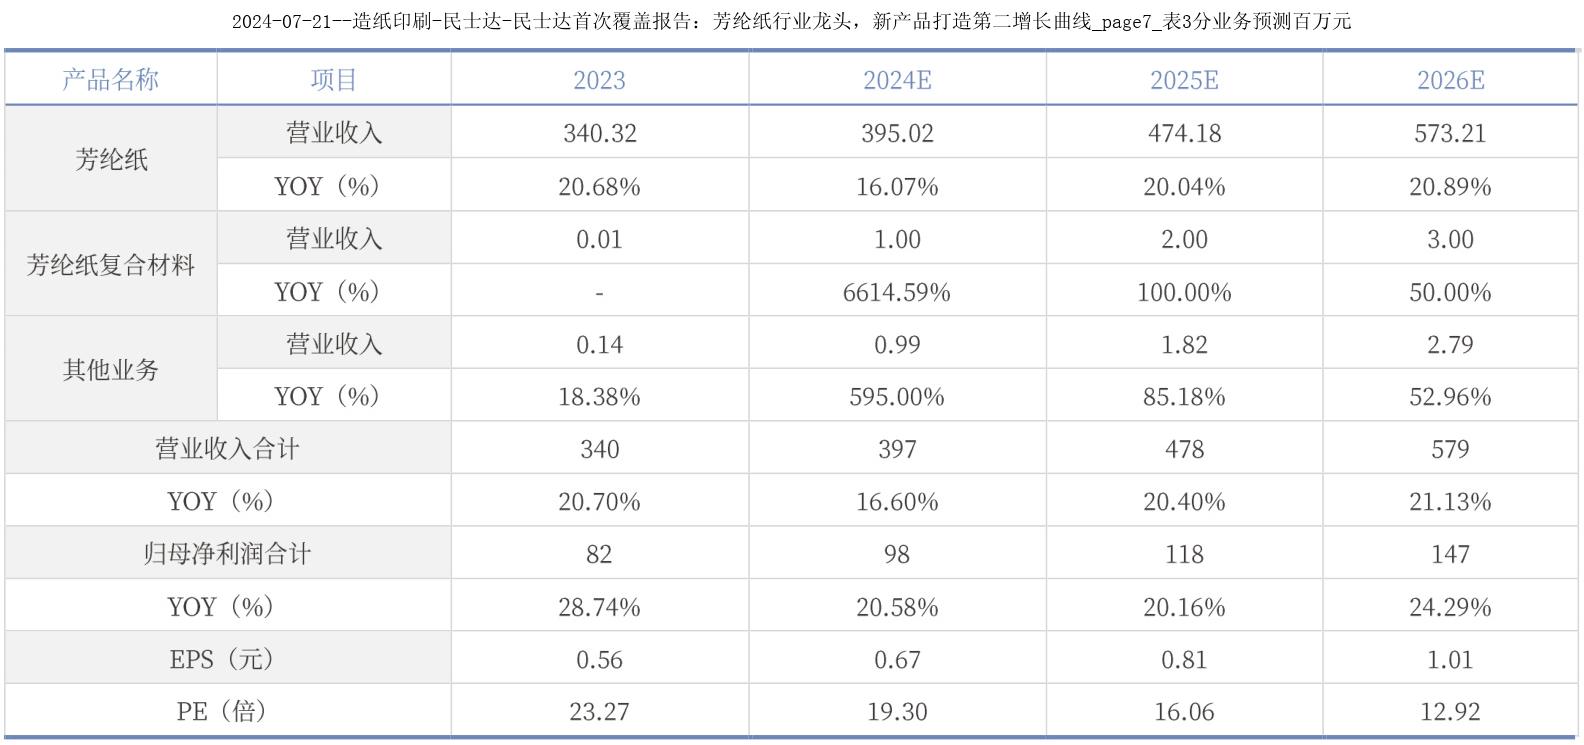 2024-07-21--造纸印刷-民士达-民士达首次覆盖报告：芳纶纸行业龙头，新产品打造第二增长曲线_page7_表3分业务预测百万元
产品名称 项目 2023 2024E 2025E 2026E
芳纶纸 营业收入 340.32 395.02 474.18 573.21
YOY（%） 20.68% 16.07% 20.04% 20.89%
芳纶纸复合材料 营业收入 0.01 1.00 2.00 3.00
YOY（%） - 6614.59% 100.00% 50.00%
其他业务 营业收入 0.14 0.99 1.82 2.79
YOY（%） 18.38% 595.00% 85.18% 52.96%
营业收入合计 340 397 478 579
YOY（%） 20.70% 16.60% 20.40% 21.13%
归母净利润合计 82 98 118 147
YOY（%） 28.74% 20.58% 20.16% 24.29%
EPS（元） 0.56 0.67 0.81 1.01
PE（倍） 23.27 19.30 16.06 12.92